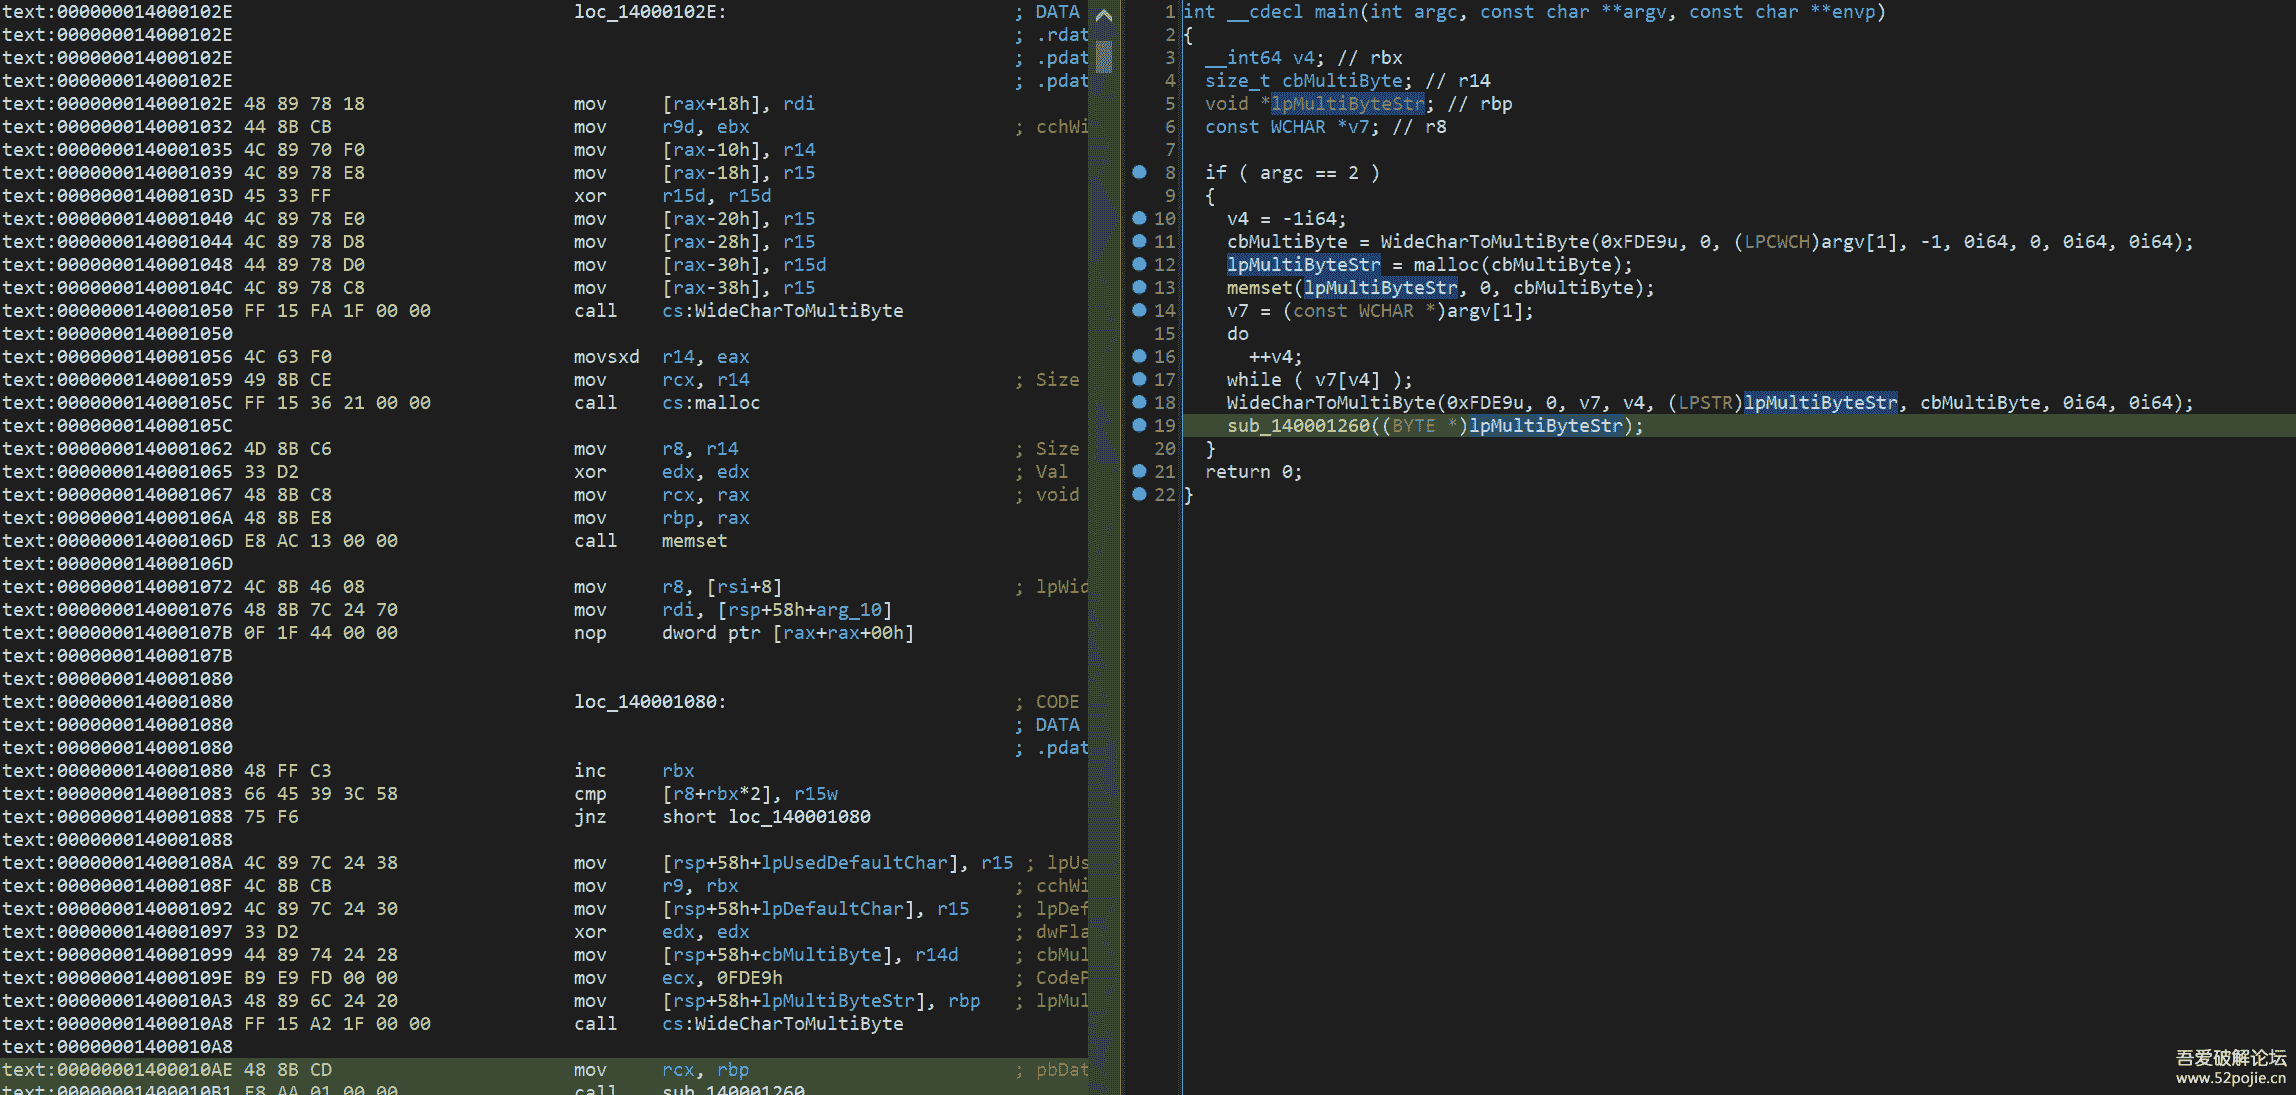 text:000000014000102E loc_14000102E: ; DATA
text:000000014000102E ; .rdat
text:000000014000102E ; .pdat
text:000000014000102E ; .pdat
text:000000014000102E 48 89 78 18 mov [rax+18h], rdi
text:0000000140001032 44 8B CB mov r9d, ebx ; cchWi
text:0000000140001035 4C 89 70 F0 mov [rax-10h], r14
text:0000000140001039 4C 89 78 E8 mov [rax-18h], r15
text:000000014000103D 45 33 FF xor r15d, r15d
text:0000000140001040 4C 89 78 E0 mov [rax-20h], r15
text:0000000140001044 4C 89 78 D8 mov [rax-28h], r15
text:0000000140001048 44 89 78 D0 mov [rax-30h], r15d
text:000000014000104C 4C 89 78 C8 mov [rax-38h], r15
text:0000000140001050 FF 15 FA 1F 00 00 call cs:WideCharToMultiByte
text:0000000140001050
text:0000000140001056 4C 63 F0 movsxd r14, eax
text:0000000140001059 49 8B CE mov rcx, r14 ; Size
text:000000014000105C FF 15 36 21 00 00 call cs:malloc
text:000000014000105C
text:0000000140001062 4D 8B C6 mov r8, r14 ; Size
text:0000000140001065 33 D2 xor edx, edx ; Val
text:0000000140001067 48 8B C8 mov rcx, rax ; void
text:000000014000106A 48 8B E8 mov rbp, rax
text:000000014000106D E8 AC 13 00 00 call memset
text:000000014000106D
text:0000000140001072 4C 8B 46 08 mov r8, [rsi+8] ; lpWid
text:0000000140001076 48 8B 7C 24 70 mov rdi, [rsp+58h+arg_10]
text:000000014000107B 0F 1F 44 00 00 nop dword ptr [rax+rax+00h]
text:000000014000107B
text:0000000140001080
text:0000000140001080 loc_140001080: ; CODE
text:0000000140001080 ; DATA
text:0000000140001080 ; .pdat
text:0000000140001080 48 FF C3 inc rbx
text:0000000140001083 66 45 39 3C 58 cmp [r8+rbx*2], r15w
text:0000000140001088 75 F6 jnz short loc_140001080
text:0000000140001088
text:000000014000108A 4C 89 7C 24 38 mov [rsp+58h+lpUsedDefaultChar], r15 ; lpUs
text:000000014000108F 4C 8B CB mov r9, rbx ; cchWi
text:0000000140001092 4C 89 7C 24 30 mov [rsp+58h+lpDefaultChar], r15 ; lpDef
text:0000000140001097 33 D2 xor edx, edx ; dwFla
text:0000000140001099 44 89 74 24 28 mov [rsp+58h+cbMultiByte], r14d ; cbMul
text:000000014000109E B9 E9 FD 00 00 mov ecx, 0FDE9h ; CodeP
text:00000001400010A3 48 89 6C 24 20 mov [rsp+58h+lpMultiByteStr], rbp ; lpMul
text:00000001400010A8 FF 15 A2 1F 00 00 call cs:WideCharToMultiByte
text:00000001400010A8
text:00000001400010AE 48 8B CD mov rcx, rbp ; pbDat
text:00000001400010B1 E8 AA 01 00 00 call sub_140001260
1 int __cdecl main(int argc, const char **argv, const char **envp)
2 {
3 __int64 v4; // rbx
4 size_t cbMultiByte; // r14
5 void *lpMultiByteStr; // rbp
6 const WCHAR *v7; // r8
7
8 if ( argc == 2 )
9 {
10 v4 = -1i64;
11 cbMultiByte = WideCharToMultiByte(0xFDE9u, 0, (LPCWCH)argv[1], -1, 0i64, 0, 0i64, 0i64);
12 lpMultiByteStr = malloc(cbMultiByte);
13 memset(lpMultiByteStr, 0, cbMultiByte);
14 v7 = (const WCHAR *)argv[1];
15 do
16 ++v4;
17 while ( v7[v4] );
18 WideCharToMultiByte(0xFDE9u, 0, v7, v4, (LPSTR)lpMultiByteStr, cbMultiByte, 0i64, 0i64);
19 sub_140001260((BYTE *)lpMultiByteStr);
20 }
21 return 0;
22 }
吾爱破解论坛
www.52pojie.cn